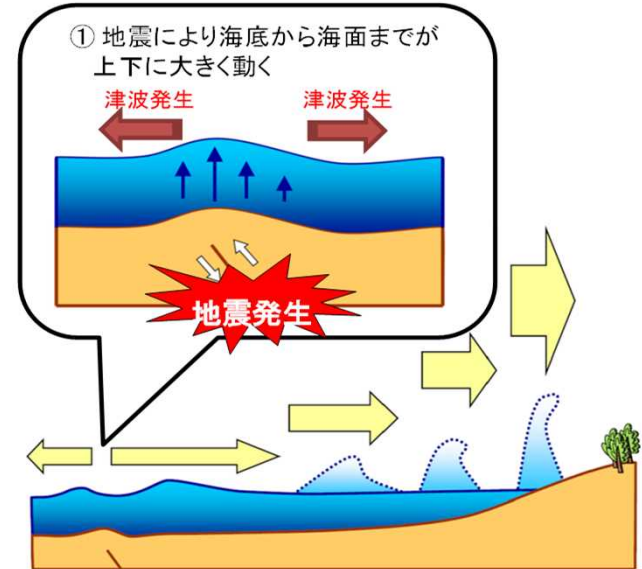 ① 地震により海底から海面までが
上下に大きく動く
津波発生
津波発生
地震発生